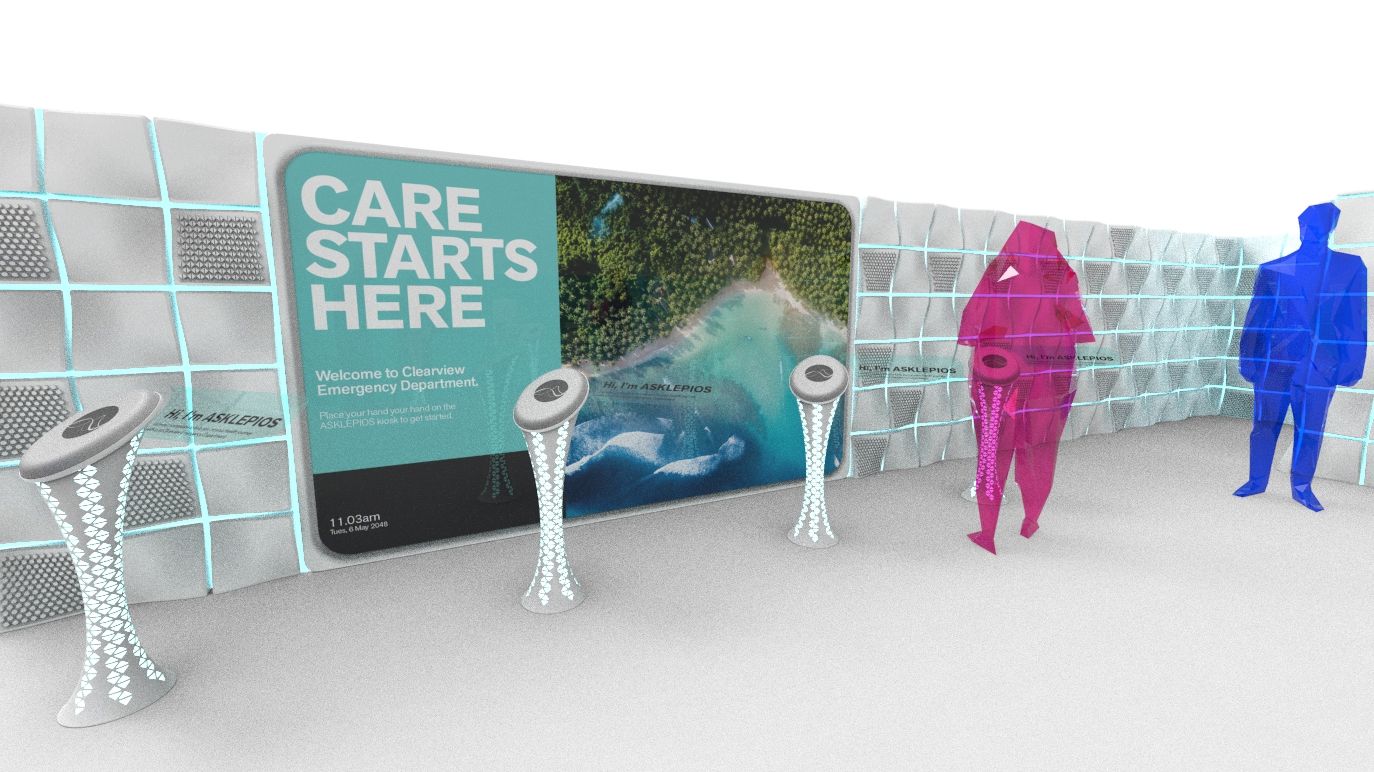 CARE
STARTS
HERE
Welcome to Clearview
Emergency Department.
Place your hand your hand on the
ASKLEPIOS kiosk to get started.
11.03am
Tues, 6 May 2048
Hi, I'm ASKLEPIOS
Hi, I'm ASKLEPIOS
Hi, I'm ASKLEPIOS
Hi, I'm ASKLEPIOS